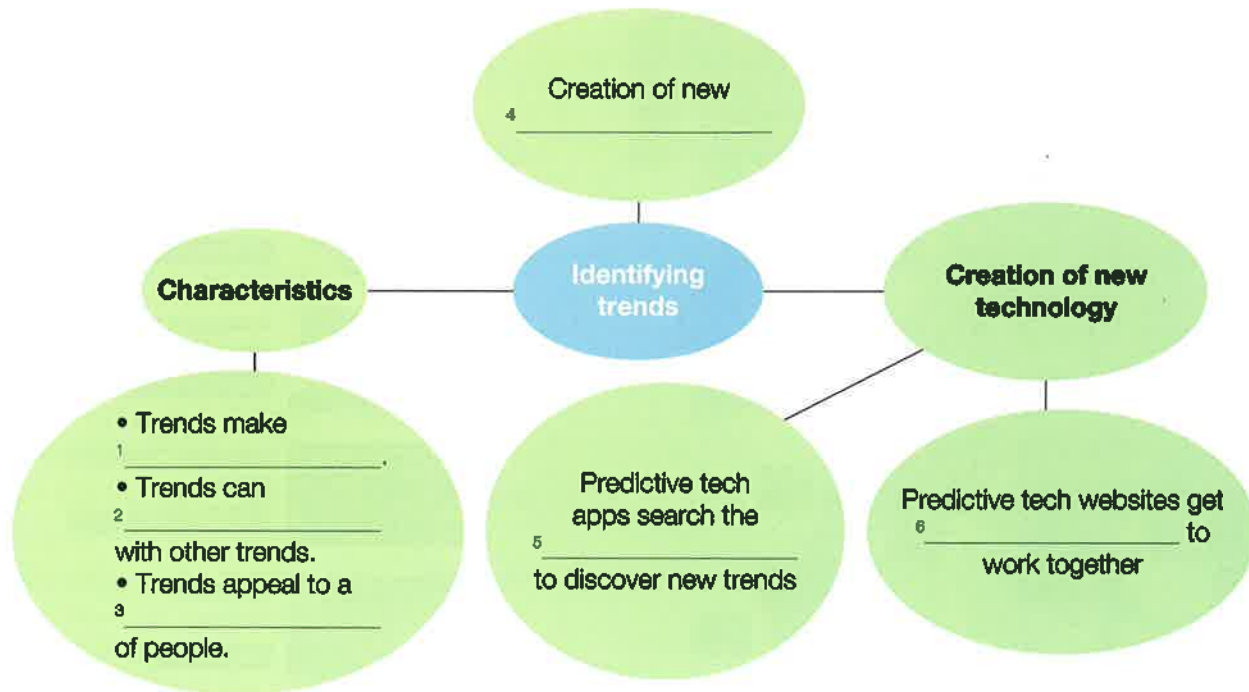 Creation of new
4
Identifying
trends
Characteristics
Creation of new
technology
• Trends make
1 .
• Trends can
2
with other trends.
• Trends appeal to a
3
of people.
Predictive tech
apps search the
5
to discover new trends
Predictive tech websites get
6 to
work together